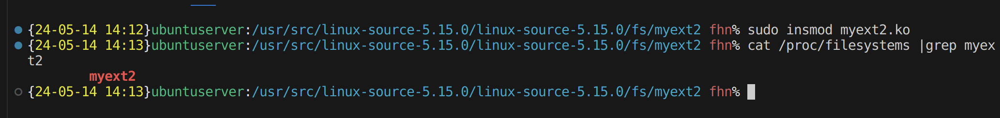 {24-05-14 14:12}ubuntuserver:/usr/src/linux-source-5.15.0/linux-source-5.15.0/fs/myext2 fhn% sudo insmod myext2.ko
{24-05-14 14:13}ubuntuserver:/usr/src/linux-source-5.15.0/linux-source-5.15.0/fs/myext2 fhn% cat /proc/filesystems |grep myex
t2
myext2
{24-05-14 14:13}ubuntuserver:/usr/src/linux-source-5.15.0/linux-source-5.15.0/fs/myext2 fhn%